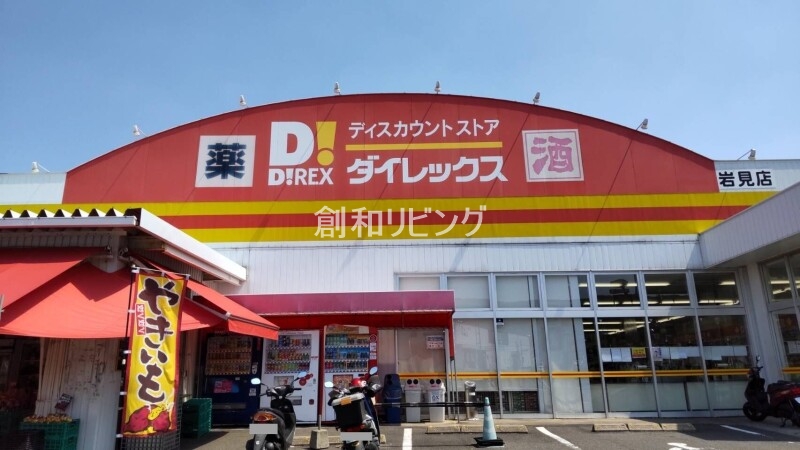 ディスカウントストア
薬
D!
D!REX
ダイレックス
酒
岩見店
創和リビング
やきいも